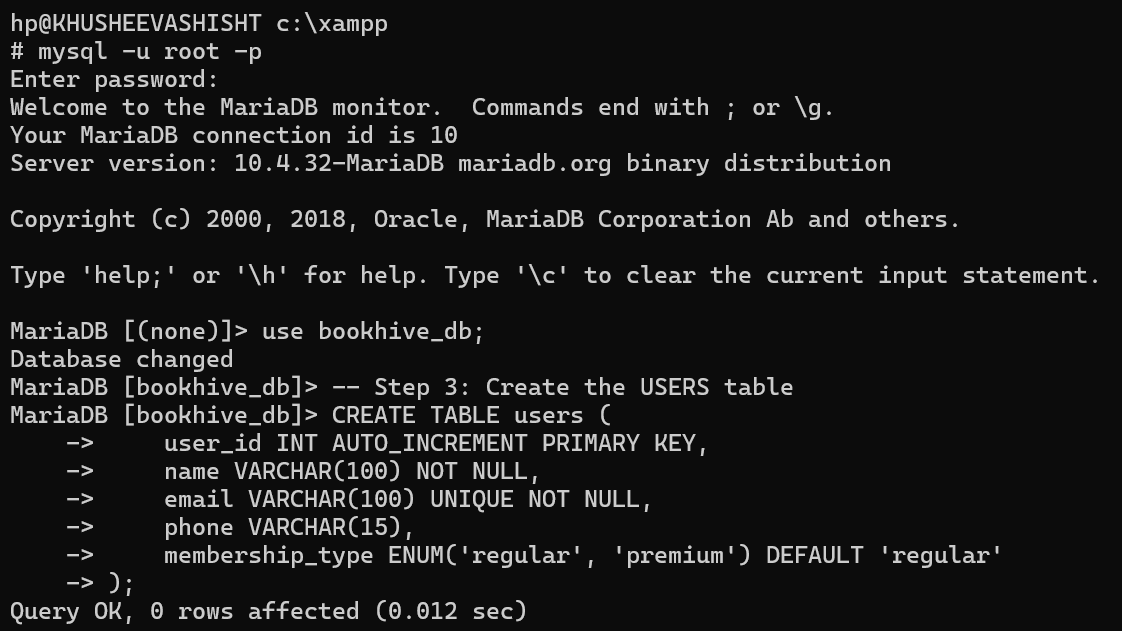 hp@KHUSHEEVASHISHT c:\xampp
# mysql -u root -p
Enter password:
Welcome to the MariaDB monitor.  Commands end with ; or \g.
Your MariaDB connection id is 10
Server version: 10.4.32-MariaDB mariadb.org binary distribution

Copyright (c) 2000, 2018, Oracle, MariaDB Corporation Ab and others.

Type 'help;' or '\h' for help. Type '\c' to clear the current input statement.

MariaDB [(none)]> use bookhive_db;
Database changed
MariaDB [bookhive_db]> -- Step 3: Create the USERS table
MariaDB [bookhive_db]> CREATE TABLE users (
    ->     user_id INT AUTO_INCREMENT PRIMARY KEY,
    ->     name VARCHAR(100) NOT NULL,
    ->     email VARCHAR(100) UNIQUE NOT NULL,
    ->     phone VARCHAR(15),
    ->     membership_type ENUM('regular', 'premium') DEFAULT 'regular'
    -> );
Query OK, 0 rows affected (0.012 sec)